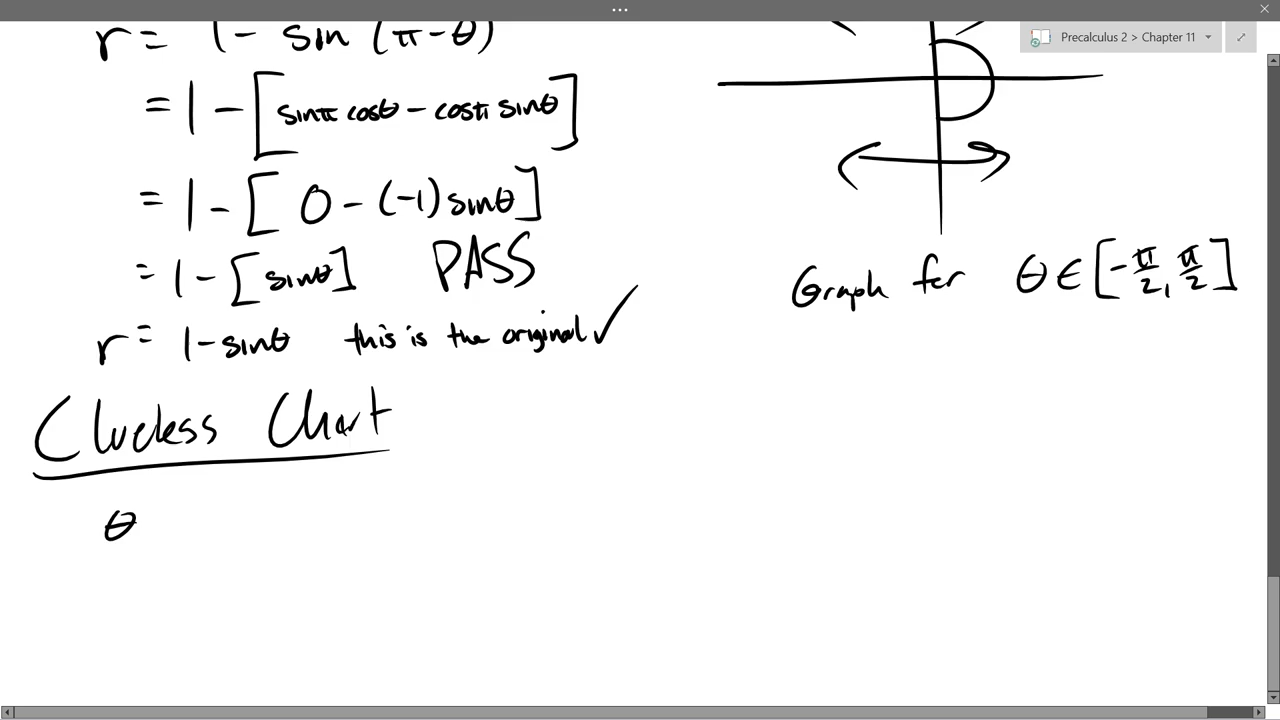 Precalculus 2 > Chapter 11
r = 1 - sin (π-θ)
= 1 - [sinπ cosθ - cosπ sinθ]
= 1 - [ 0 - (-1) sinθ]
= 1 - [sinθ] PASS
r = 1-sinθ this is the original ✓
Graph for θ ∈ [-π/2, π/2]
Clueless Chart
θ